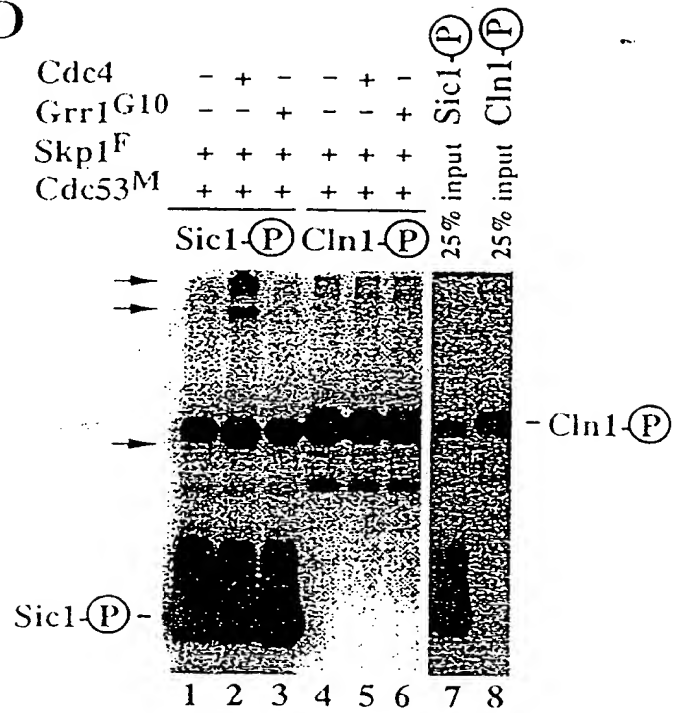 D
Cdc4 - + - - + -
Grr1G10 - - + - - +
Skp1F + + + + + +
Cdc53M + + + + + +
25% input Sic1-P
25% input Cln1-P
Sic1-P Cln1-P
- Cln1-P
Sic1-P -
1 2 3 4 5 6 7 8